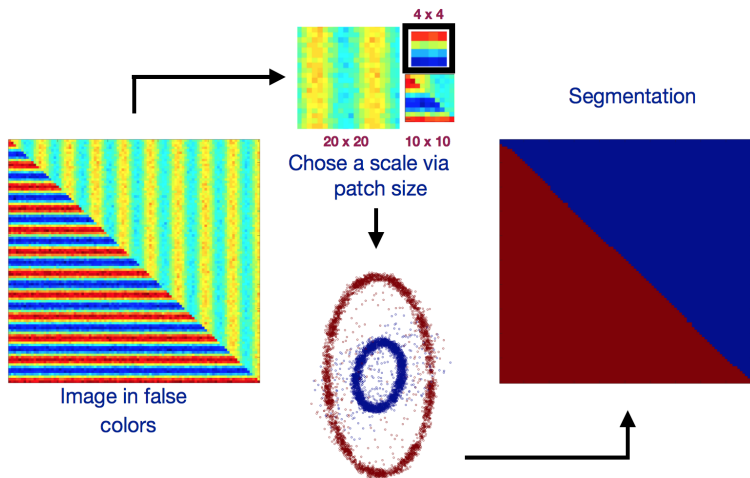 4 x 4
20 x 20
10 x 10
Chose a scale via
patch size
Segmentation
Image in false
colors